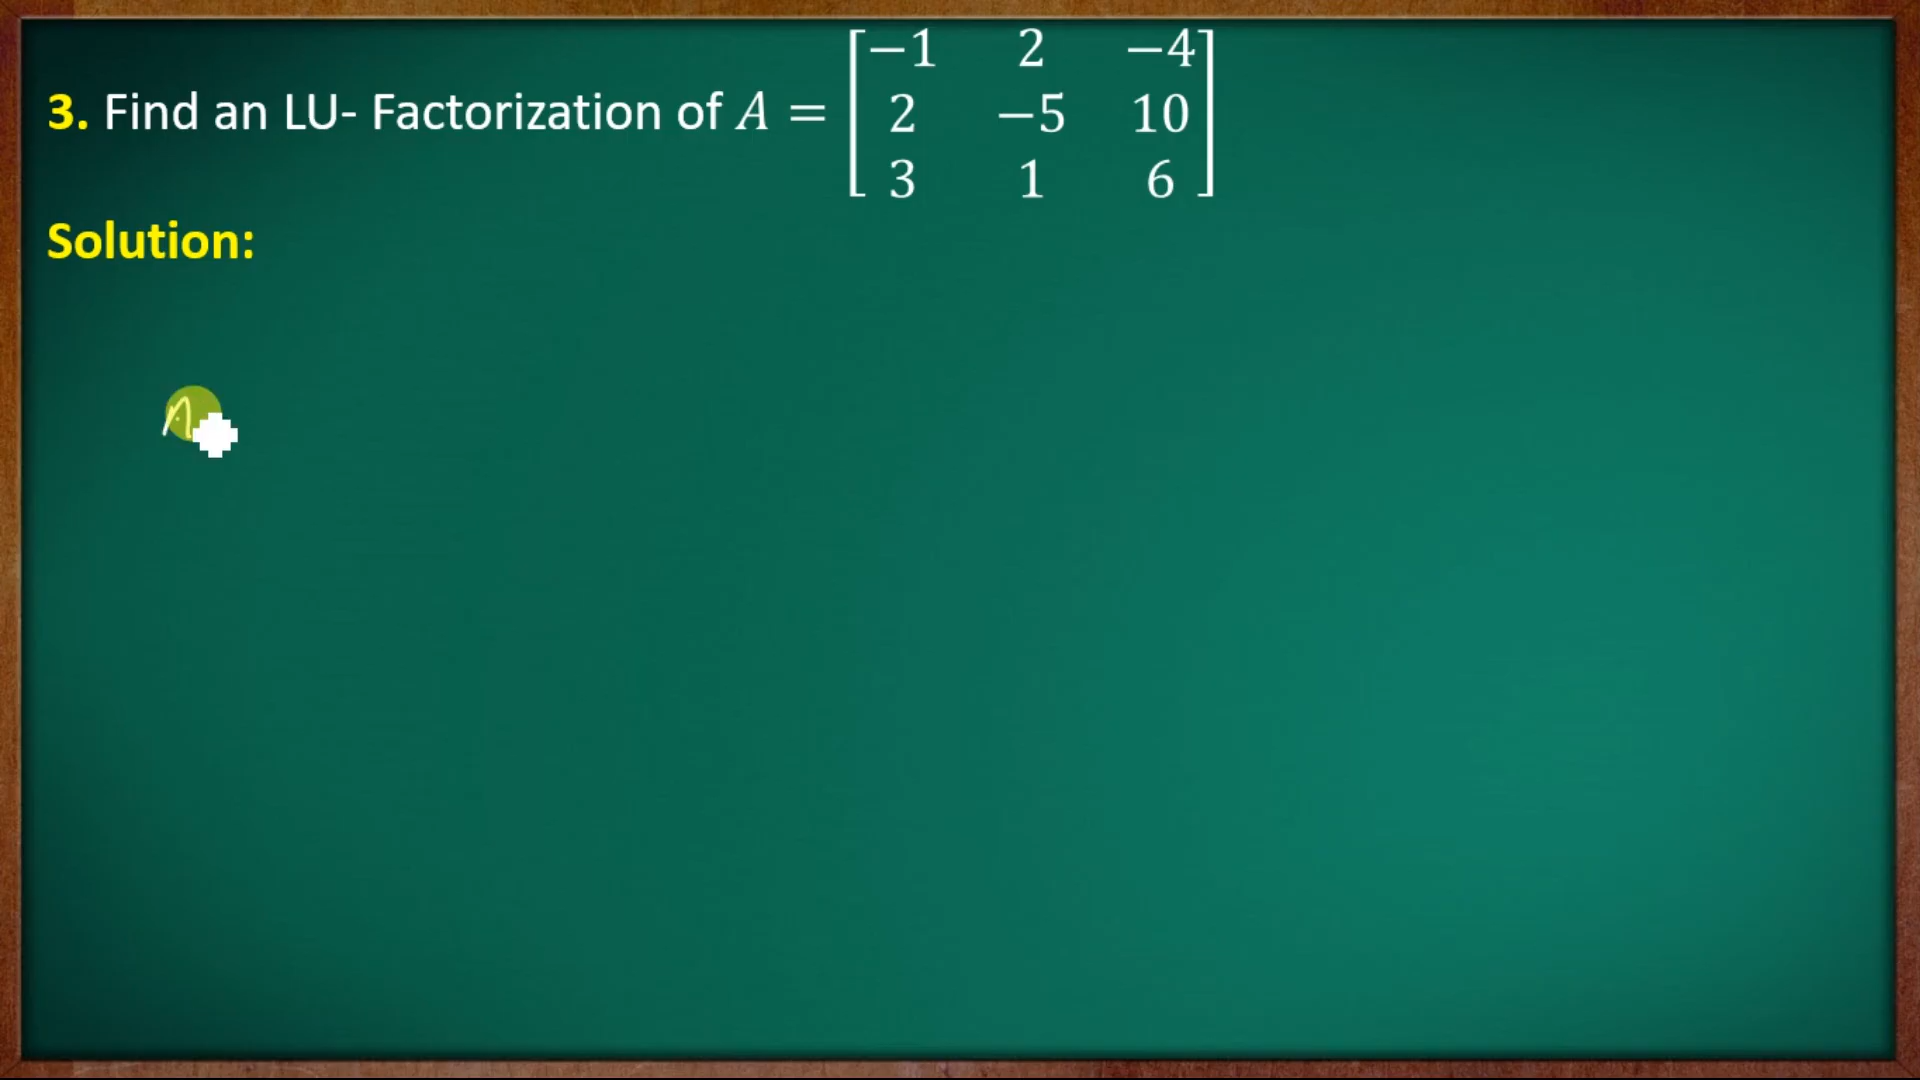 3. Find an LU- Factorization of A = [−1 2 −4
2 −5 10
3 1 6]
Solution: